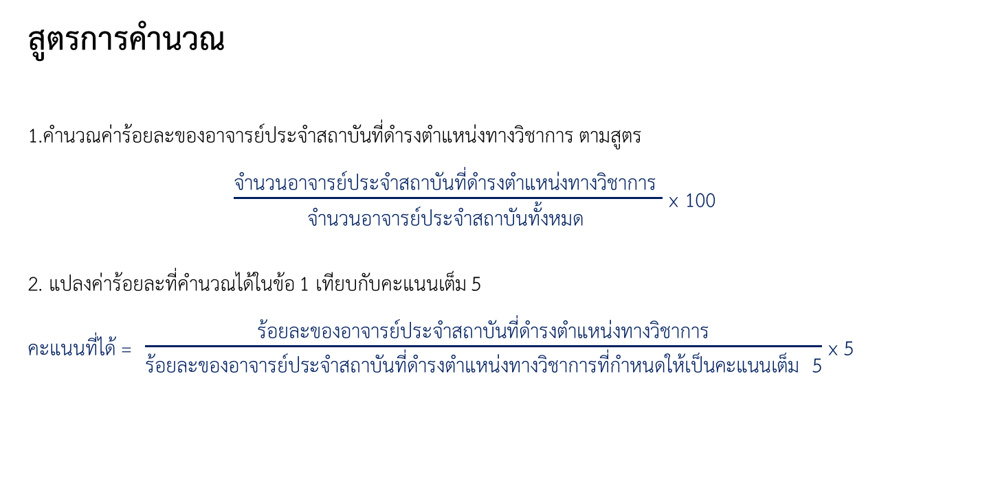 สูตรการคำนวณ
1.คำนวณค่าร้อยละของอาจารย์ประจำสถาบันที่ดำรงตำแหน่งทางวิชาการ ตามสูตร
จำนวนอาจารย์ประจำสถาบันที่ดำรงตำแหน่งทางวิชาการ
x 100
จำนวนอาจารย์ประจำสถาบันทั้งหมด
2. แปลงค่าร้อยละที่คำนวณได้ในข้อ 1 เทียบกับคะแนนเต็ม 5
ร้อยละของอาจารย์ประจำสถาบันที่ดำรงตำแหน่งทางวิชาการ
คะแนนที่ได้ =
x 5
ร้อยละของอาจารย์ประจำสถาบันที่ดำรงตำแหน่งทางวิชาการที่กำหนดให้เป็นคะแนนเต็ม 5